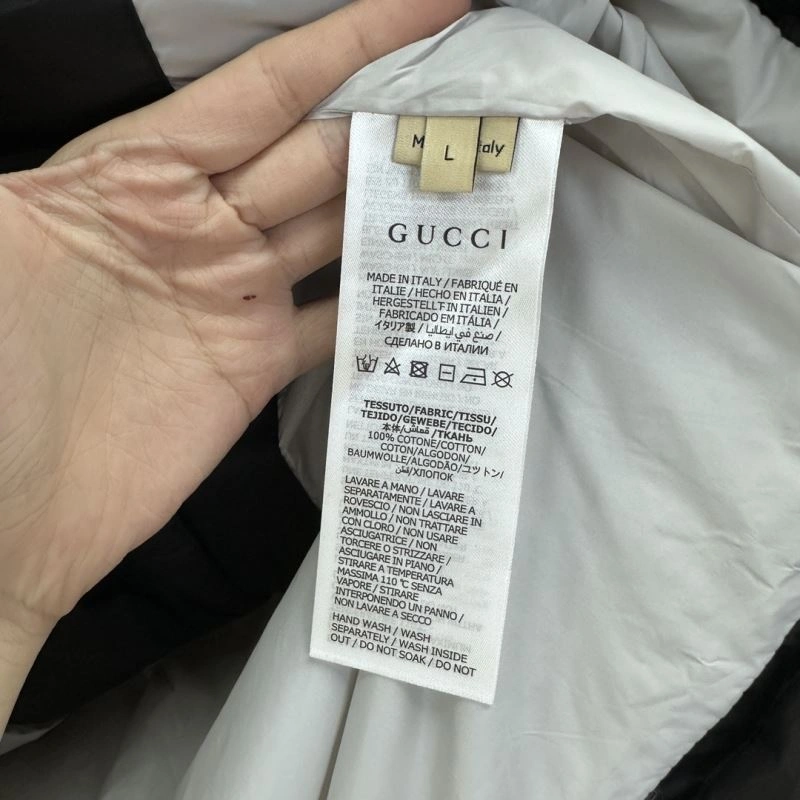 M
aly
L
GUCCI
MADE IN ITALY / FABRIQUÉ EN
ITALIE / HECHO EN ITALIA /
HERGESTELLT IN ITALIEN /
FABRICADO EM ITÁLIA /
イタリア製 / صنع في ايطاليا /
СДЕЛАНО В ИТАЛИИ
TESSUTO/FABRIC/TISSU/
TEJIDO/GEWEBE/TECIDO/
本体/قماش/ТКАНЬ
100% COTONE/COTTON/
COTON/ALGODON/
BAUMWOLLE/ALGODÃO/コットン/
قطن/ХЛОПОК
LAVARE A MANO / LAVARE
SEPARATAMENTE / LAVARE A
ROVESCIO / NON LASCIARE IN
AMMOLLO / NON TRATTARE
CON CLORO / NON USARE
ASCIUGATRICE / NON
TORCERE O STRIZZARE /
ASCIUGARE IN PIANO /
STIRARE A TEMPERATURA
MASSIMA 110 °C SENZA
VAPORE / STIRARE
INTERPONENDO UN PANNO /
NON LAVARE A SECCO
HAND WASH / WASH
SEPARATELY / WASH INSIDE
OUT / DO NOT SOAK / DO NOT